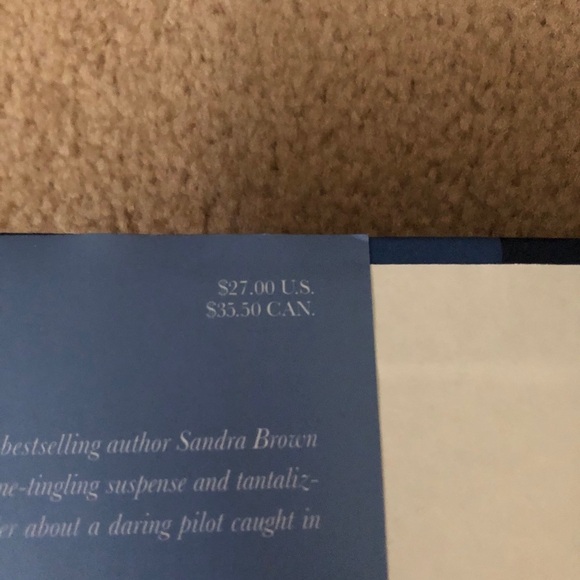 $27.00 U.S.
$35.50 CAN.
bestselling author Sandra Brown
ne-tingling suspense and tantaliz-
er about a daring pilot caught in